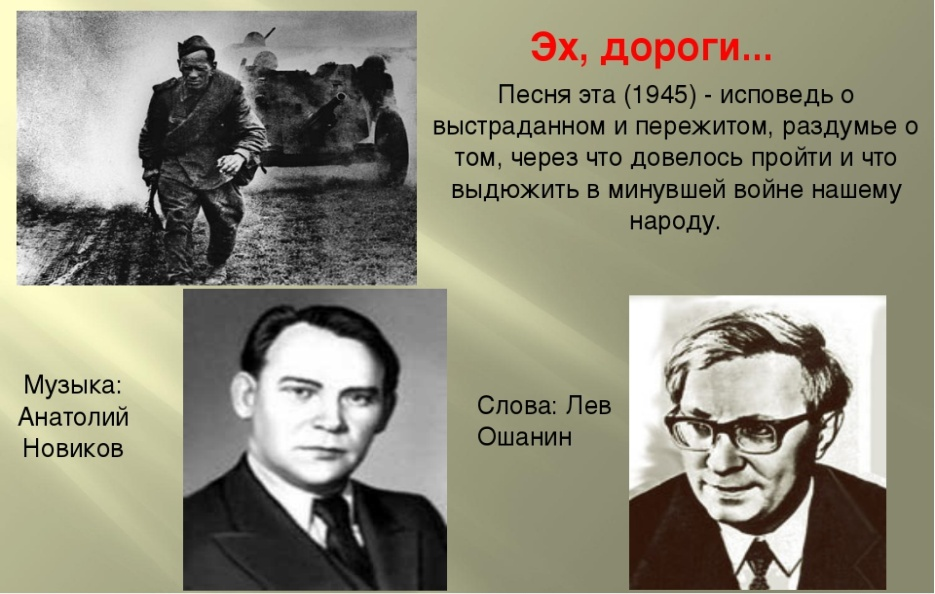 Эх, дороги...
Песня эта (1945) - исповедь о
выстраданном и пережитом, раздумье о
том, через что довелось пройти и что
выдюжить в минувшей войне нашему
народу.
Музыка:
Анатолий
Новиков
Слова: Лев
Ошанин